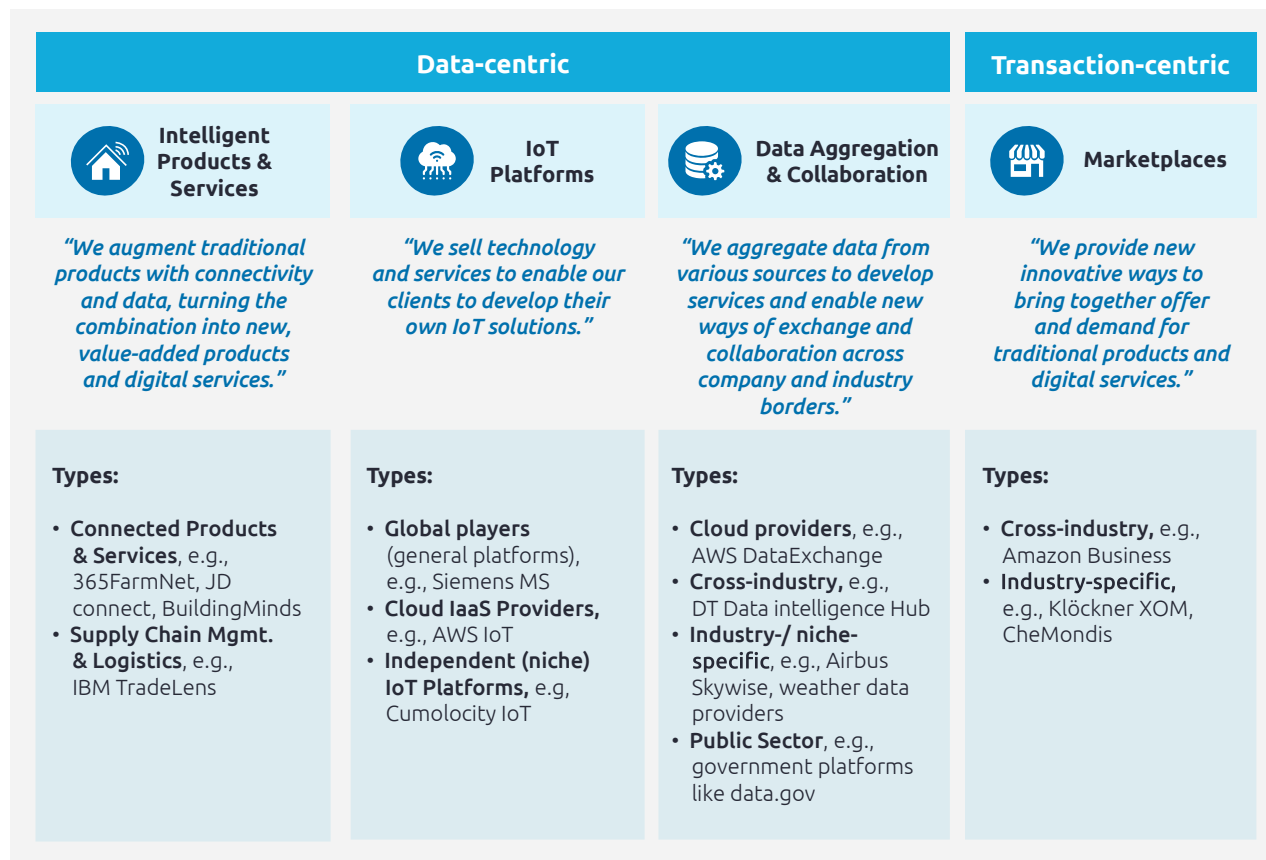 Data-centric
Transaction-centric
Intelligent
Products &
Services
IoT
Platforms
Data Aggregation
& Collaboration
Marketplaces
“We augment traditional
products with connectivity
and data, turning the
combination into new,
value-added products
and digital services.”
“We sell technology
and services to enable our
clients to develop their
own IoT solutions.”
“We aggregate data from
various sources to develop
services and enable new
ways of exchange and
collaboration across
company and industry
borders.”
“We provide new
innovative ways to
bring together offer
and demand for
traditional products and
digital services.”
Types:
• Connected Products
& Services, e.g.,
365FarmNet, JD
connect, BuildingMinds
• Supply Chain Mgmt.
& Logistics, e.g.,
IBM TradeLens
Types:
• Global players
(general platforms),
e.g., Siemens MS
• Cloud IaaS Providers,
e.g., AWS IoT
• Independent (niche)
IoT Platforms, e.g,
Cumolocity IoT
Types:
• Cloud providers, e.g.,
AWS DataExchange
• Cross-industry, e.g.,
DT Data intelligence Hub
• Industry-/ niche-
specific, e.g., Airbus
Skywise, weather data
providers
• Public Sector, e.g.,
government platforms
like data.gov
Types:
• Cross-industry, e.g.,
Amazon Business
• Industry-specific,
e.g., Klöckner XOM,
CheMondis